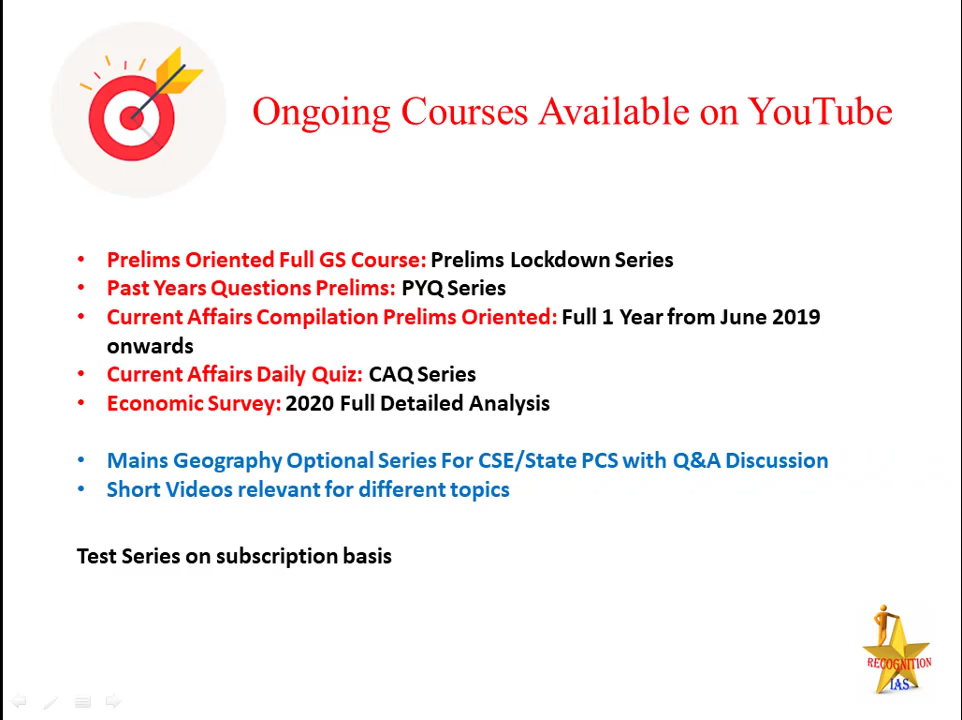 Ongoing Courses Available on YouTube
• Prelims Oriented Full GS Course: Prelims Lockdown Series
• Past Years Questions Prelims: PYQ Series
• Current Affairs Compilation Prelims Oriented: Full 1 Year from June 2019
onwards
• Current Affairs Daily Quiz: CAQ Series
• Economic Survey: 2020 Full Detailed Analysis
• Mains Geography Optional Series For CSE/State PCS with Q&A Discussion
• Short Videos relevant for different topics
Test Series on subscription basis
RECOGNITION
IAS